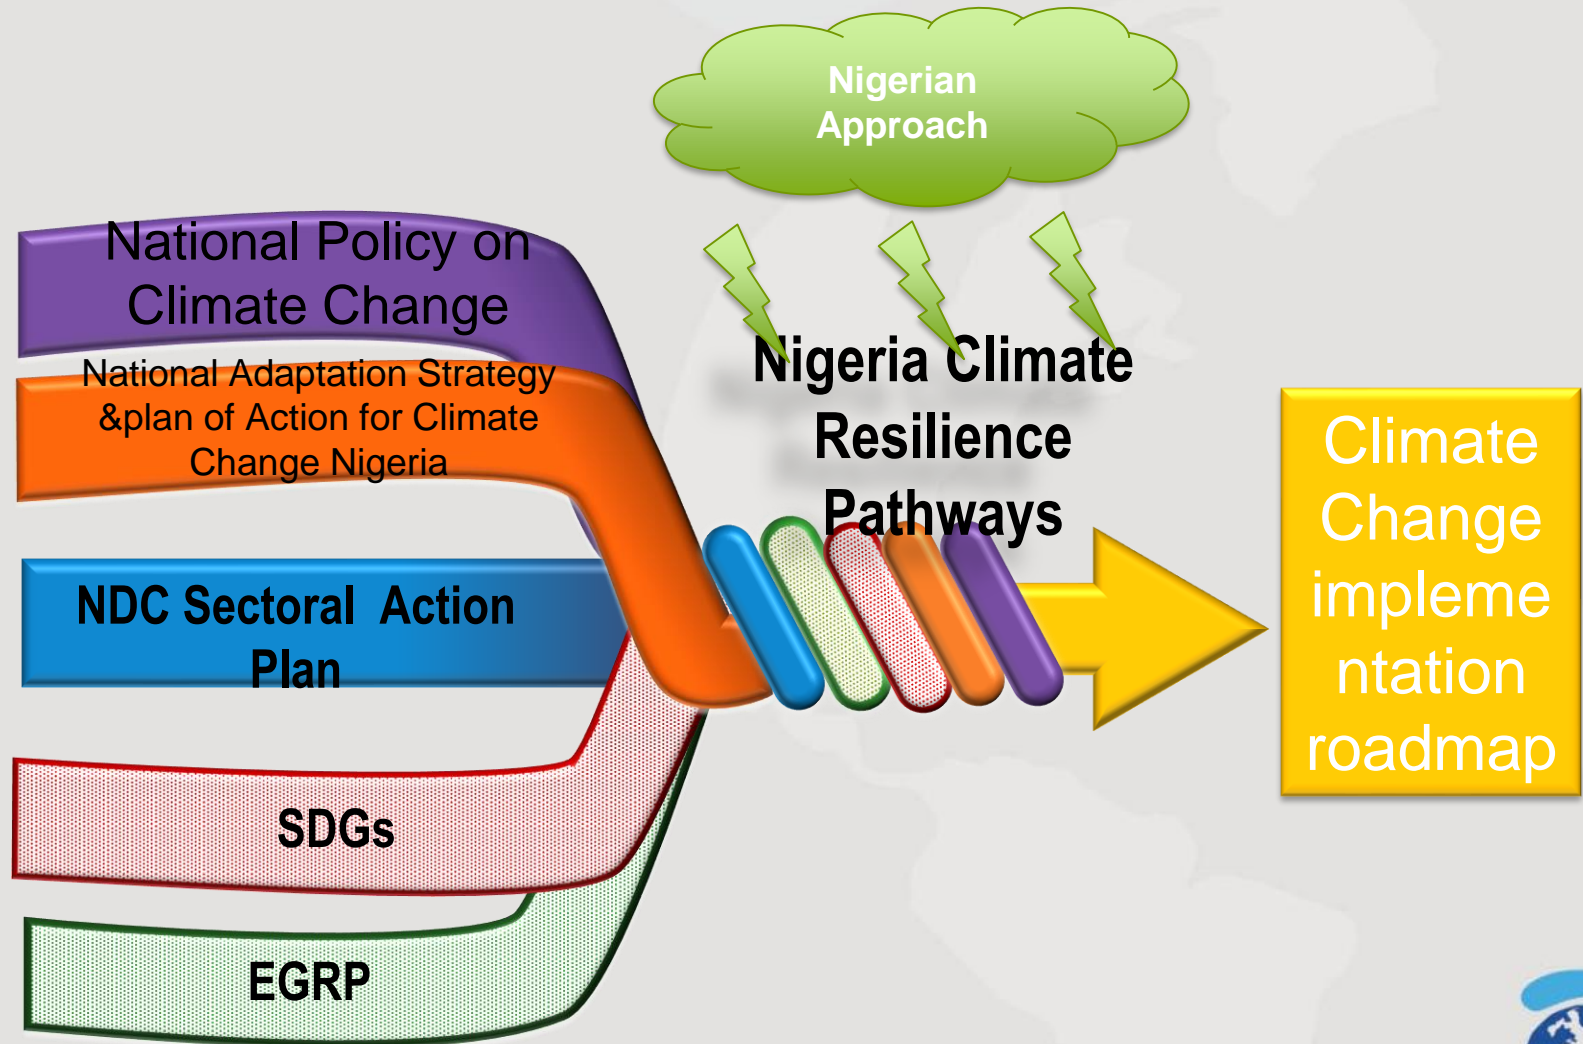 Nigerian
Approach
National Policy on
Climate Change
National Adaptation Strategy
&plan of Action for Climate
Change Nigeria
NDC Sectoral  Action
Plan
SDGs
EGRP
Nigeria Climate
Resilience
Pathways
Climate
Change
impleme
ntation
roadmap